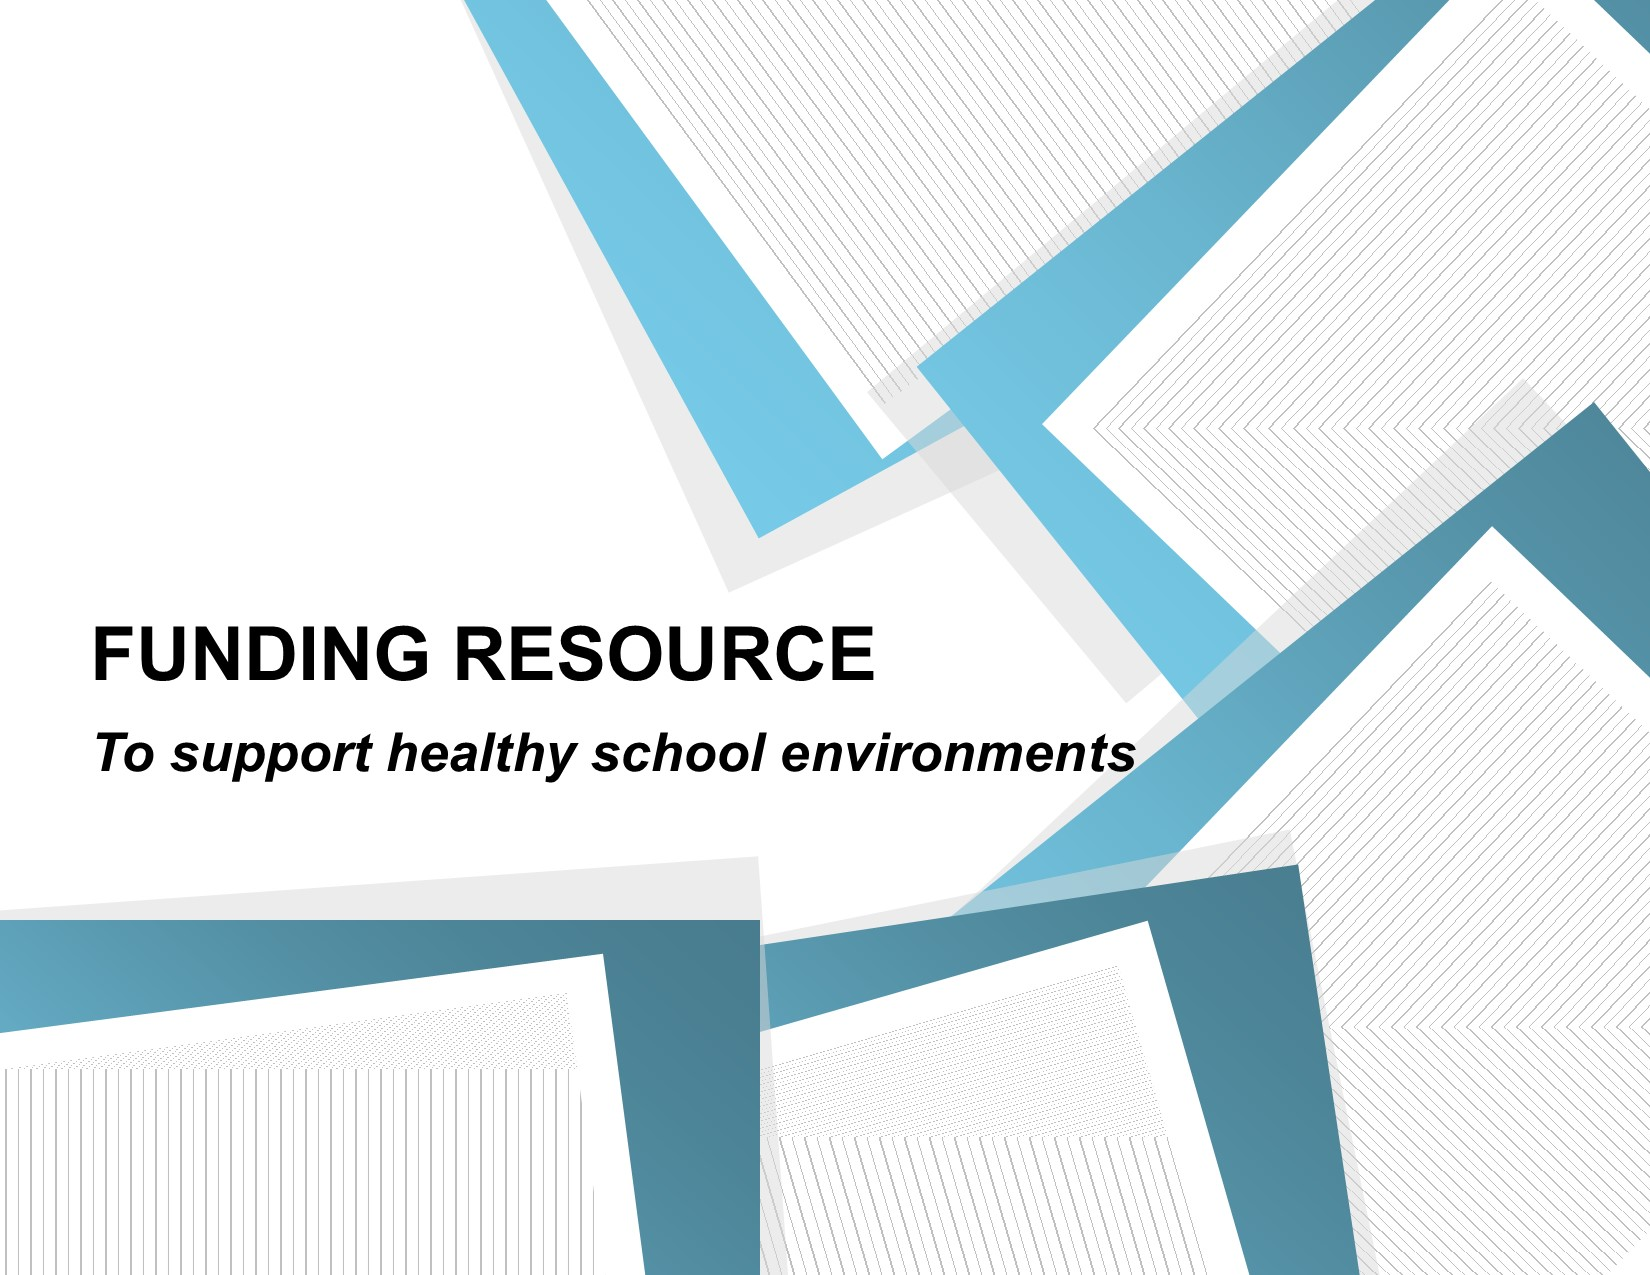 FUNDING RESOURCE
To support healthy school environments